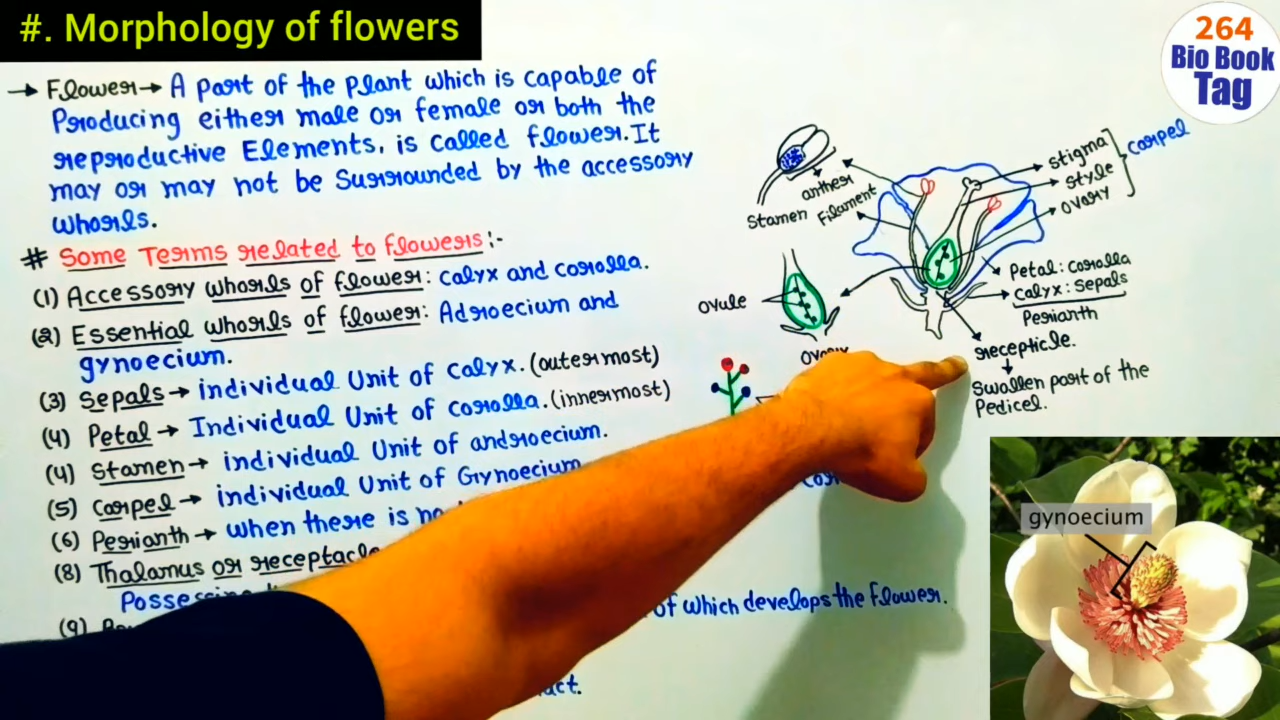 #. Morphology of flowers
264
Bio Book
Tag
→ Flower → A part of the plant which is capable of
Producing either male or female or both the
reproductive Elements, is called flower. It
may or may not be Surrounded by the accessory
whorls.
# Some Terms related to flowers :-
(1) Accessory whorls of flower: calyx and corolla.
(2) Essential whorls of flower: Adroecium and
gynoecium.
(3) Sepals → individual Unit of calyx. (outermost)
(4) Petal → Individual Unit of corolla. (innermost)
(4) Stamen → individual Unit of androecium.
(5) Carpel → individual Unit of Gynoecium
(6) Perianth → when there is
(8) Thalamus or receptacle
(9)
of which develops the flower.
stigma
style
ovary
Carpel
anther
Stamen
Filament
Petal: corolla
Calyx: Sepals
Perianth
ovule
ovary
recepticle.
↓
Swallen part of the
Pedicel.
gynoecium